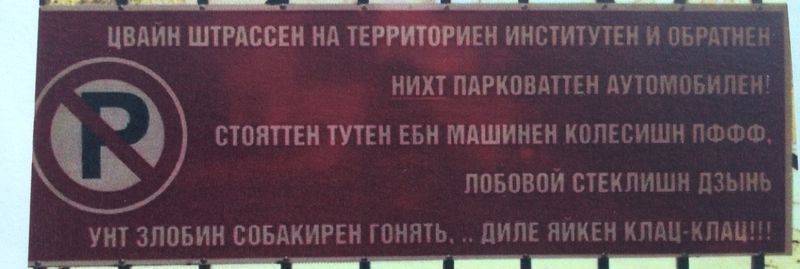 ЦВАЙН ШТРАССЕН НА ТЕРРИТОРИЕН ИНСТИТУТЕН И ОБРАТНЕН
НИХТ ПАРКОВАТТЕН АУТОМОБИЛЕН!
P
СТОЯТТЕН ТУТЕН ЕБН МАШИНЕН КОЛЕСИШН ПФФФ,
ЛОБОВОЙ СТЕКЛИШН ДЗЫНЬ
УНТ ЗЛОБИН СОБАКИРЕН ГОНЯТЬ, .. ДИЛЕ ЯЙКЕН КЛАЦ-КЛАЦ!!!